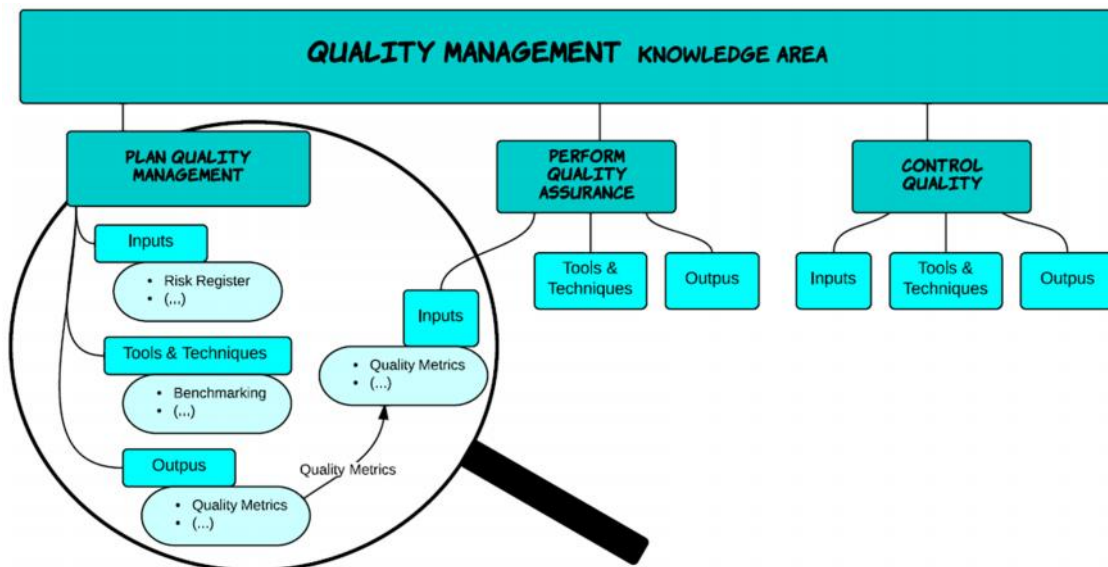 QUALITY MANAGEMENT KNOWLEDGE AREA
PLAN QUALITY
MANAGEMENT
Inputs
• Risk Register
• (...)
Tools & Techniques
• Benchmarking
• (...)
Outpus
• Quality Metrics
• (...)
Quality Metrics
PERFORM
QUALITY
ASSURANCE
Inputs
• Quality Metrics
• (...)
Tools &
Techniques
Outpus
CONTROL
QUALITY
Inputs
Tools &
Techniques
Outpus